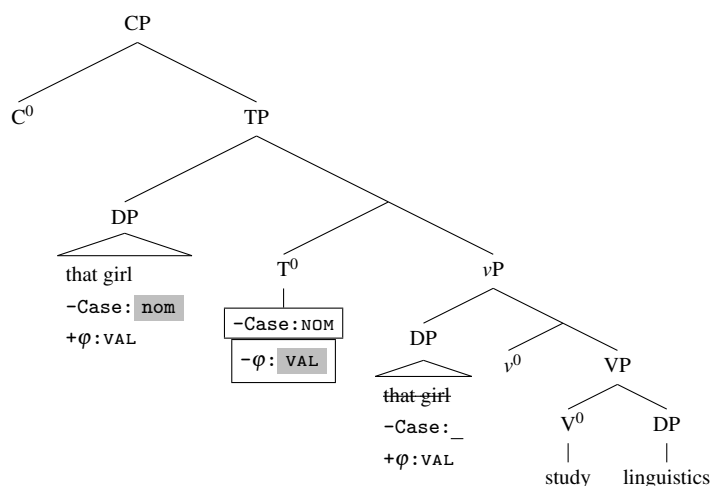 CP
C⁰ TP
DP
that girl
-Case: nom
+φ:VAL
T⁰ vP
-Case:NOM
-φ: VAL
DP
that girl
-Case:_
+φ:VAL
v⁰ VP
V⁰ DP
study linguistics